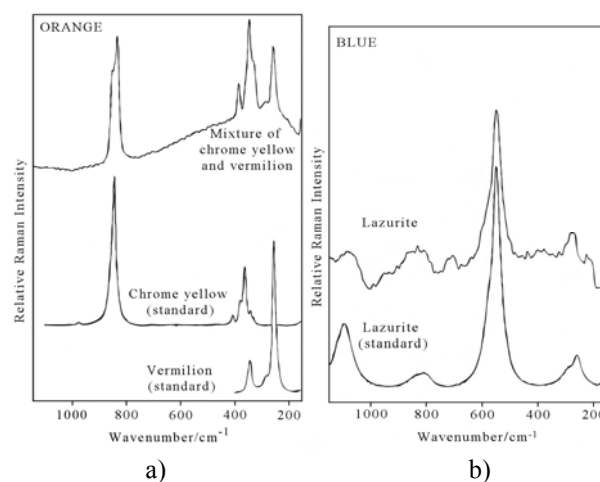 ORANGE
Relative Raman Intensity
Mixture of
chrome yellow
and vermilion
Chrome yellow
(standard)
Vermilion
(standard)
1000 800 600 400 200
Wavenumber/cm-1
a)
BLUE
Relative Raman Intensity
Lazurite
Lazurite
(standard)
1000 800 600 400 200
Wavenumber/cm-1
b)